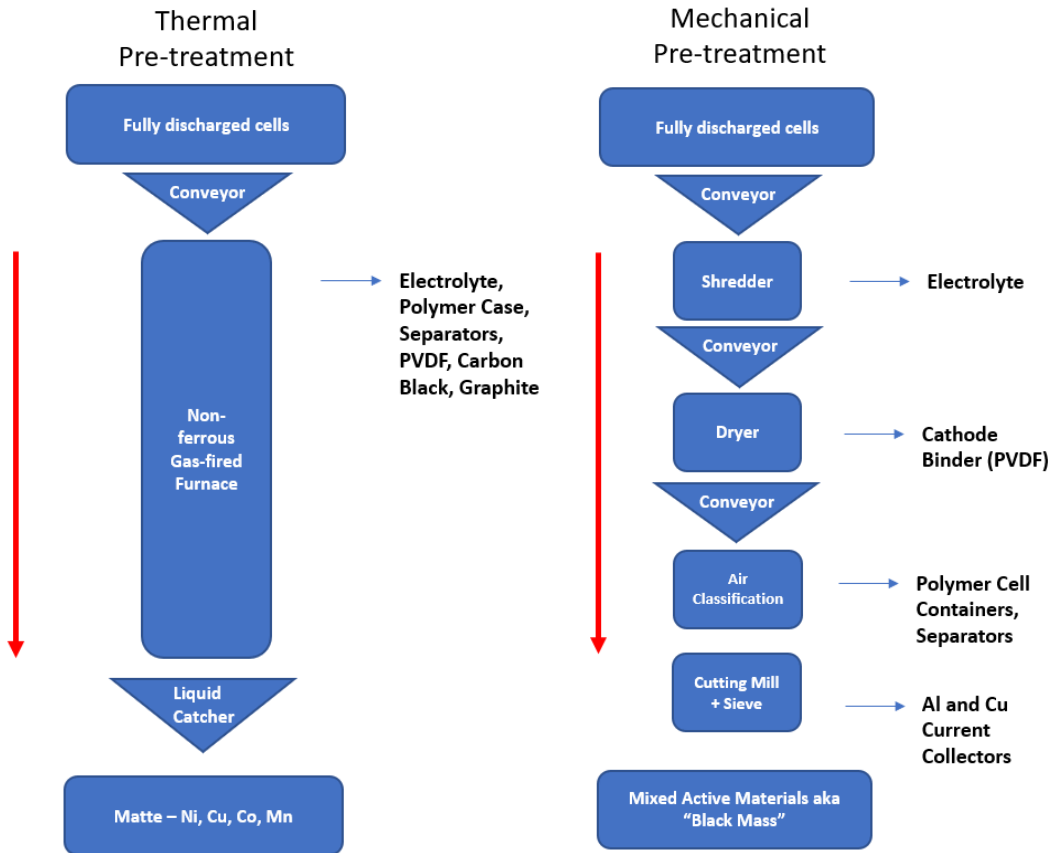 Thermal
Pre-treatment
Fully discharged cells
Conveyor
Non-
ferrous
Gas-fired
Furnace
Electrolyte,
Polymer Case,
Separators,
PVDF, Carbon
Black, Graphite
Liquid
Catcher
Matte – Ni, Cu, Co, Mn
Mechanical
Pre-treatment
Fully discharged cells
Conveyor
Shredder
Electrolyte
Conveyor
Dryer
Cathode
Binder (PVDF)
Conveyor
Air
Classification
Polymer Cell
Containers,
Separators
Cutting Mill
+ Sieve
Al and Cu
Current
Collectors
Mixed Active Materials aka
“Black Mass”